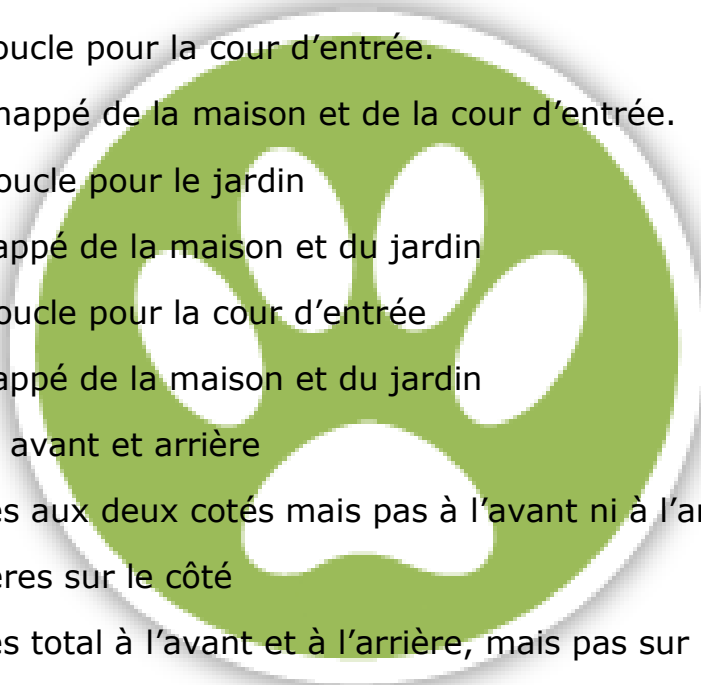 oucle pour la cour d’entrée.
happé de la maison et de la cour d’entrée.
oucle pour le jardin
appé de la maison et du jardin
oucle pour la cour d’entrée
appé de la maison et du jardin
avant et arrière
es aux deux cotés mais pas à l’avant ni à l’ar
ères sur le côté
es total à l’avant et à l’arrière, mais pas sur